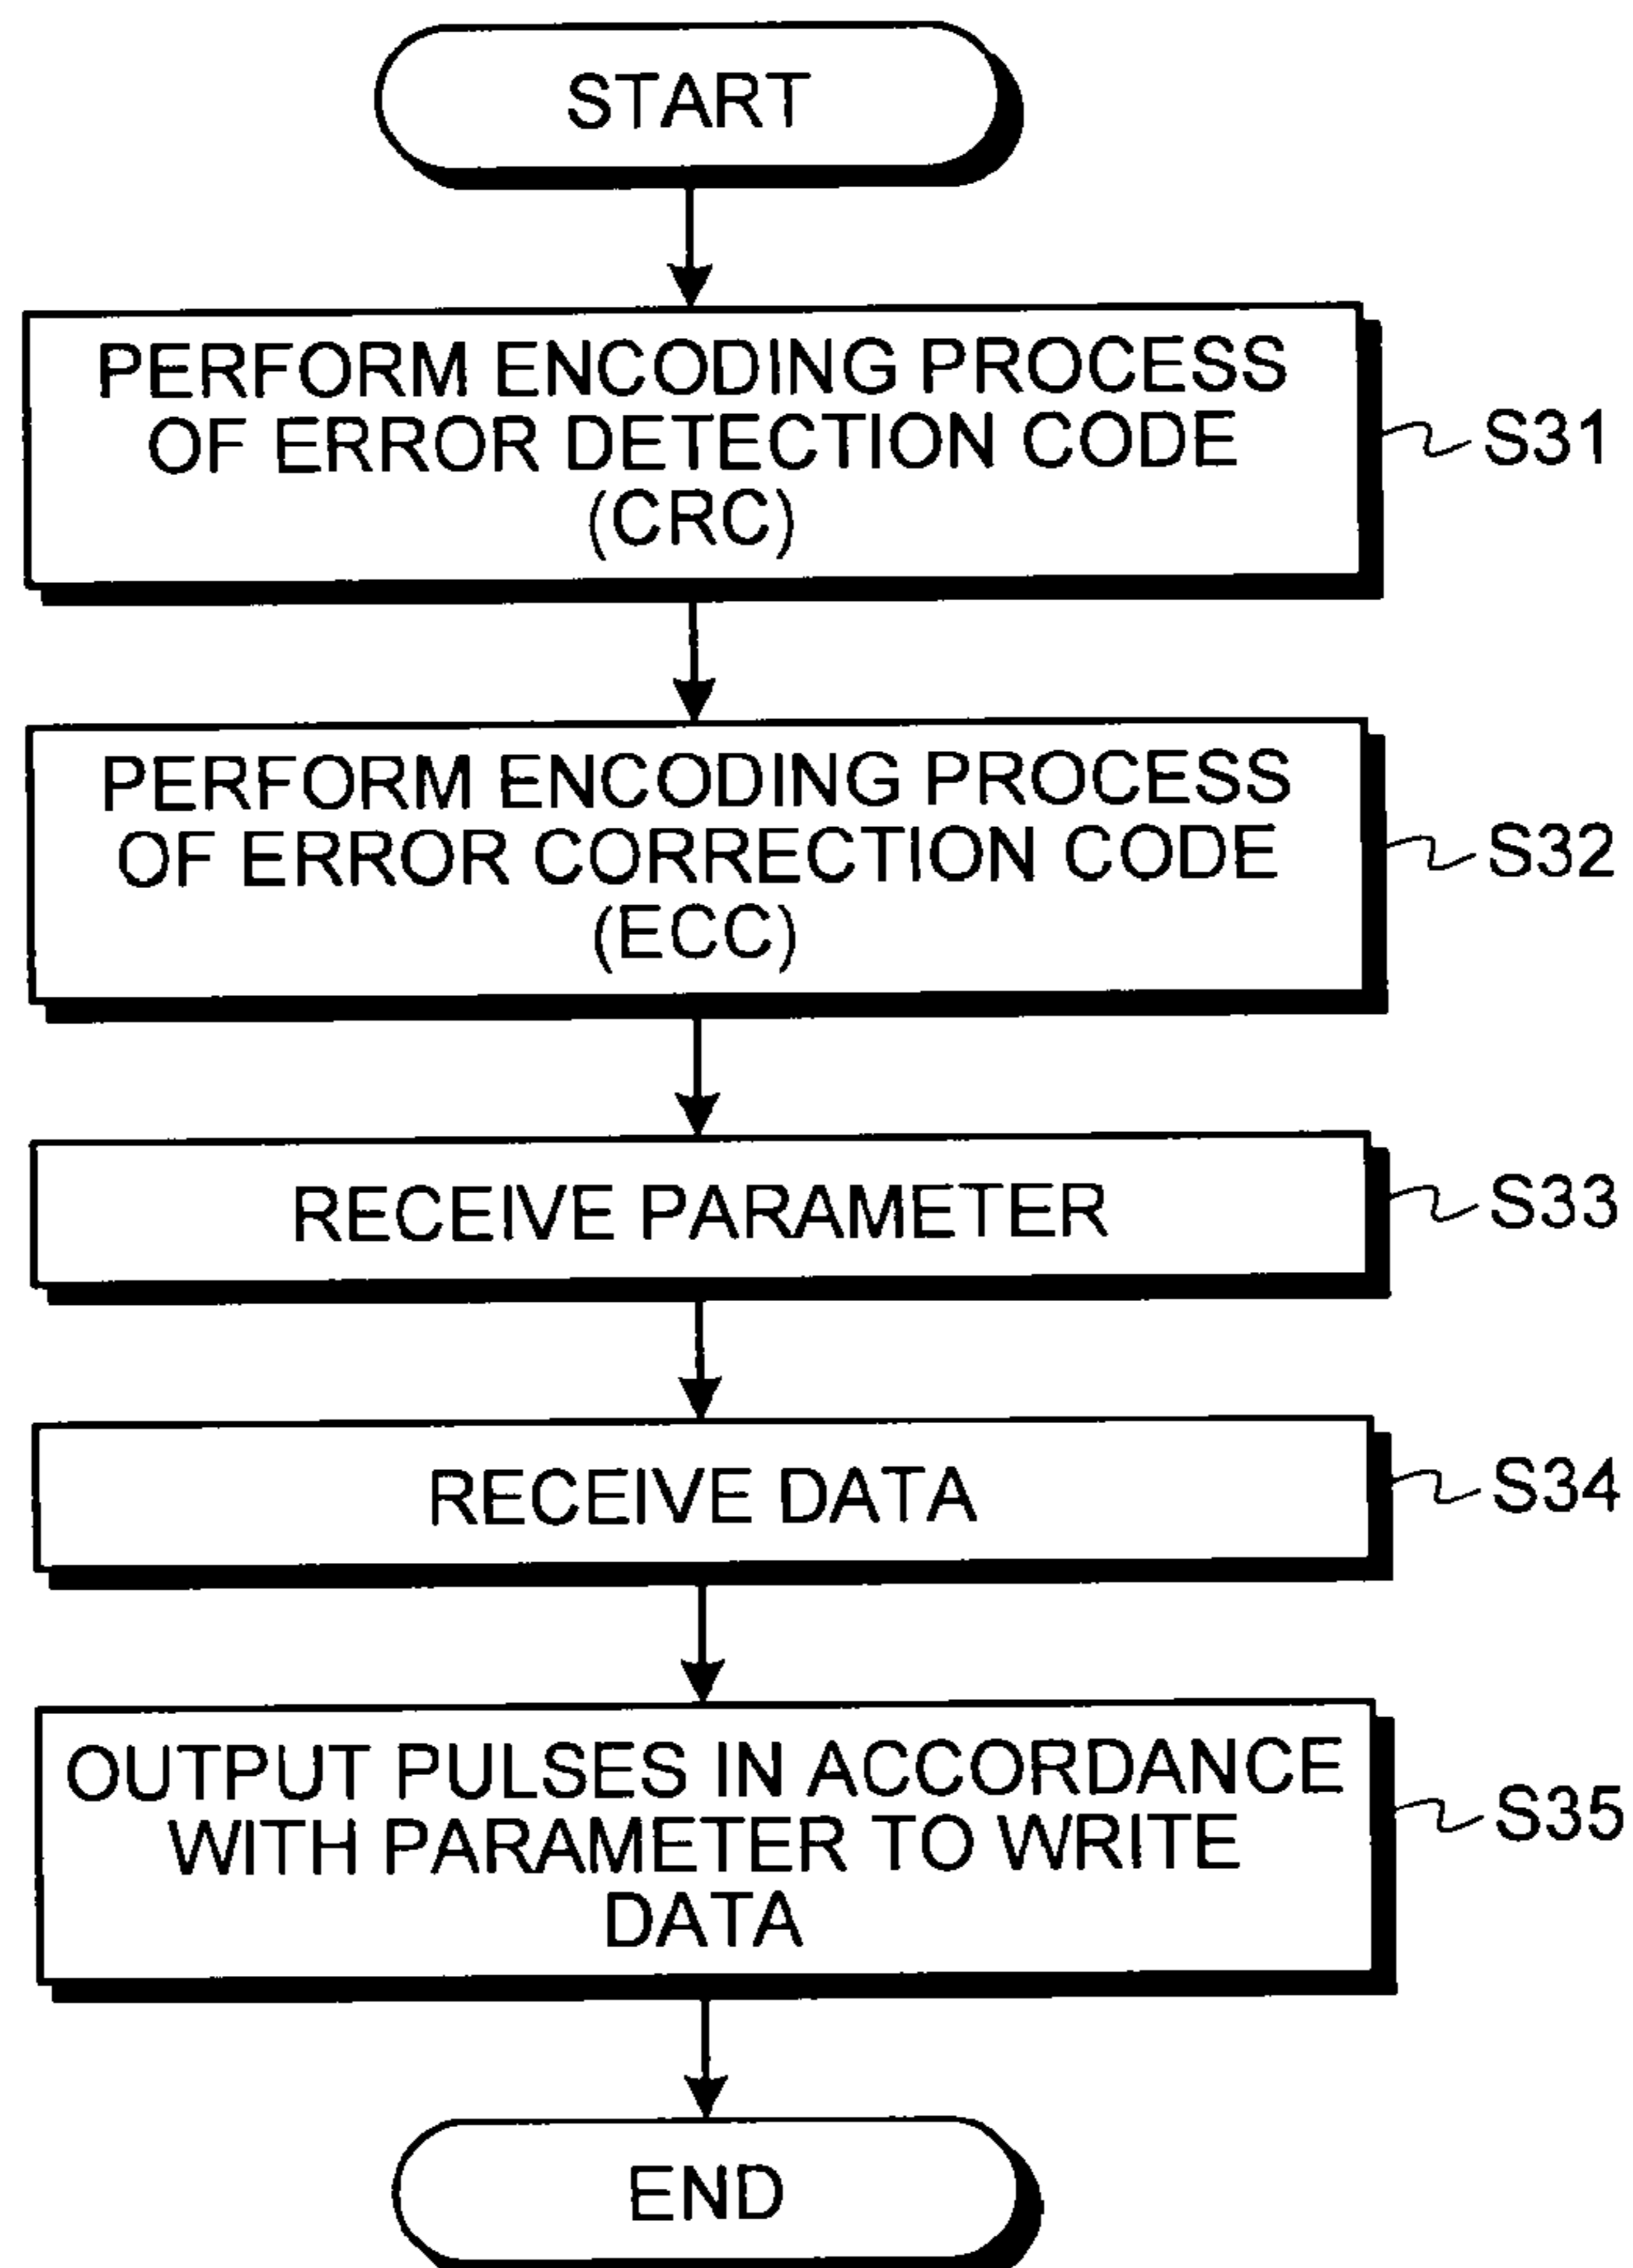 START
PERFORM ENCODING PROCESS
OF ERROR DETECTION CODE
(CRC)
S31
PERFORM ENCODING PROCESS
OF ERROR CORRECTION CODE
(ECC)
S32
RECEIVE PARAMETER
S33
RECEIVE DATA
S34
OUTPUT PULSES IN ACCORDANCE
WITH PARAMETER TO WRITE
DATA
S35
END